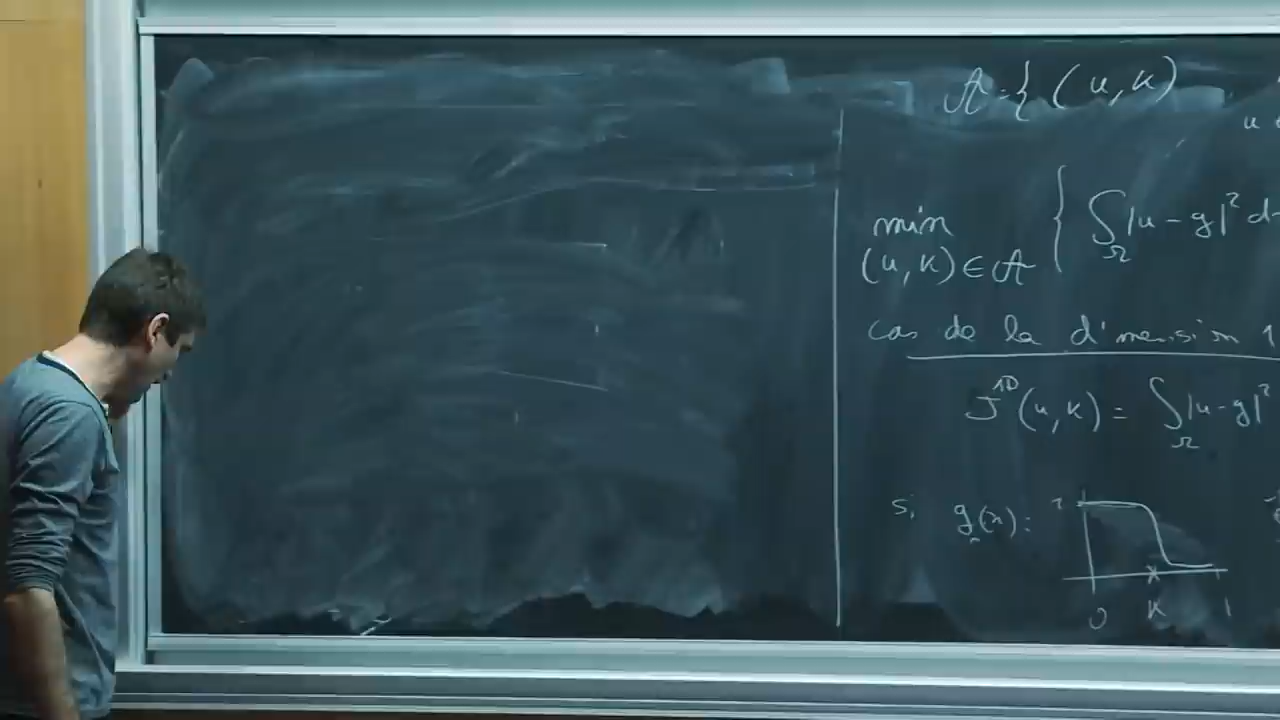 𝒜 = { (u, K)
u ∈
min { ∫_Ω |u - g|² d
(u, K) ∈ 𝒜
cas de la dimension 1
J^{1D}(u, K) = ∫_Ω |u - g|²
si g(x) : 1
0 K 1